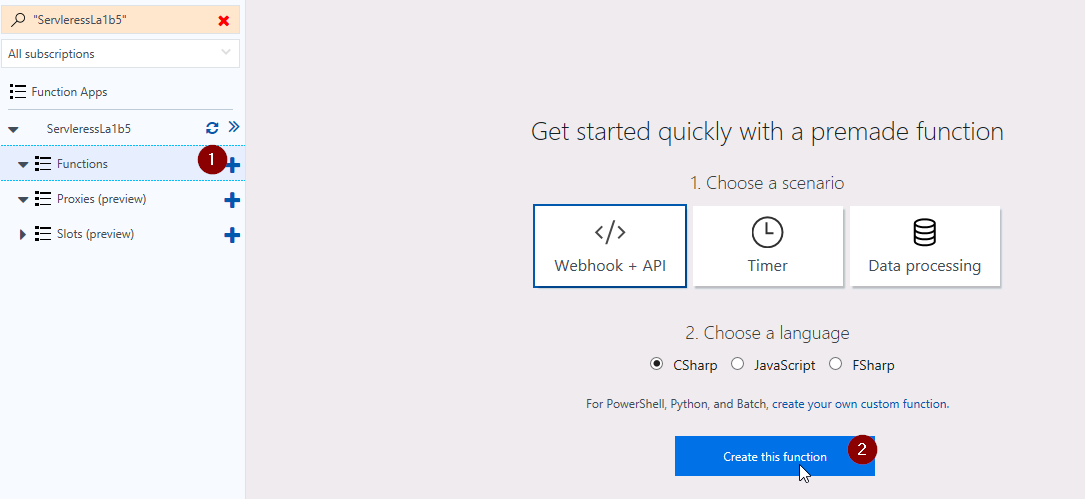 "ServleressLa1b5"
All subscriptions
Function Apps
ServleressLa1b5
1
Functions
Proxies (preview)
Slots (preview)
Get started quickly with a premade function
1. Choose a scenario
</>
Webhook + API Timer Data processing
2. Choose a language
CSharp JavaScript FSharp
For PowerShell, Python, and Batch, create your own custom function.
Create this function 2